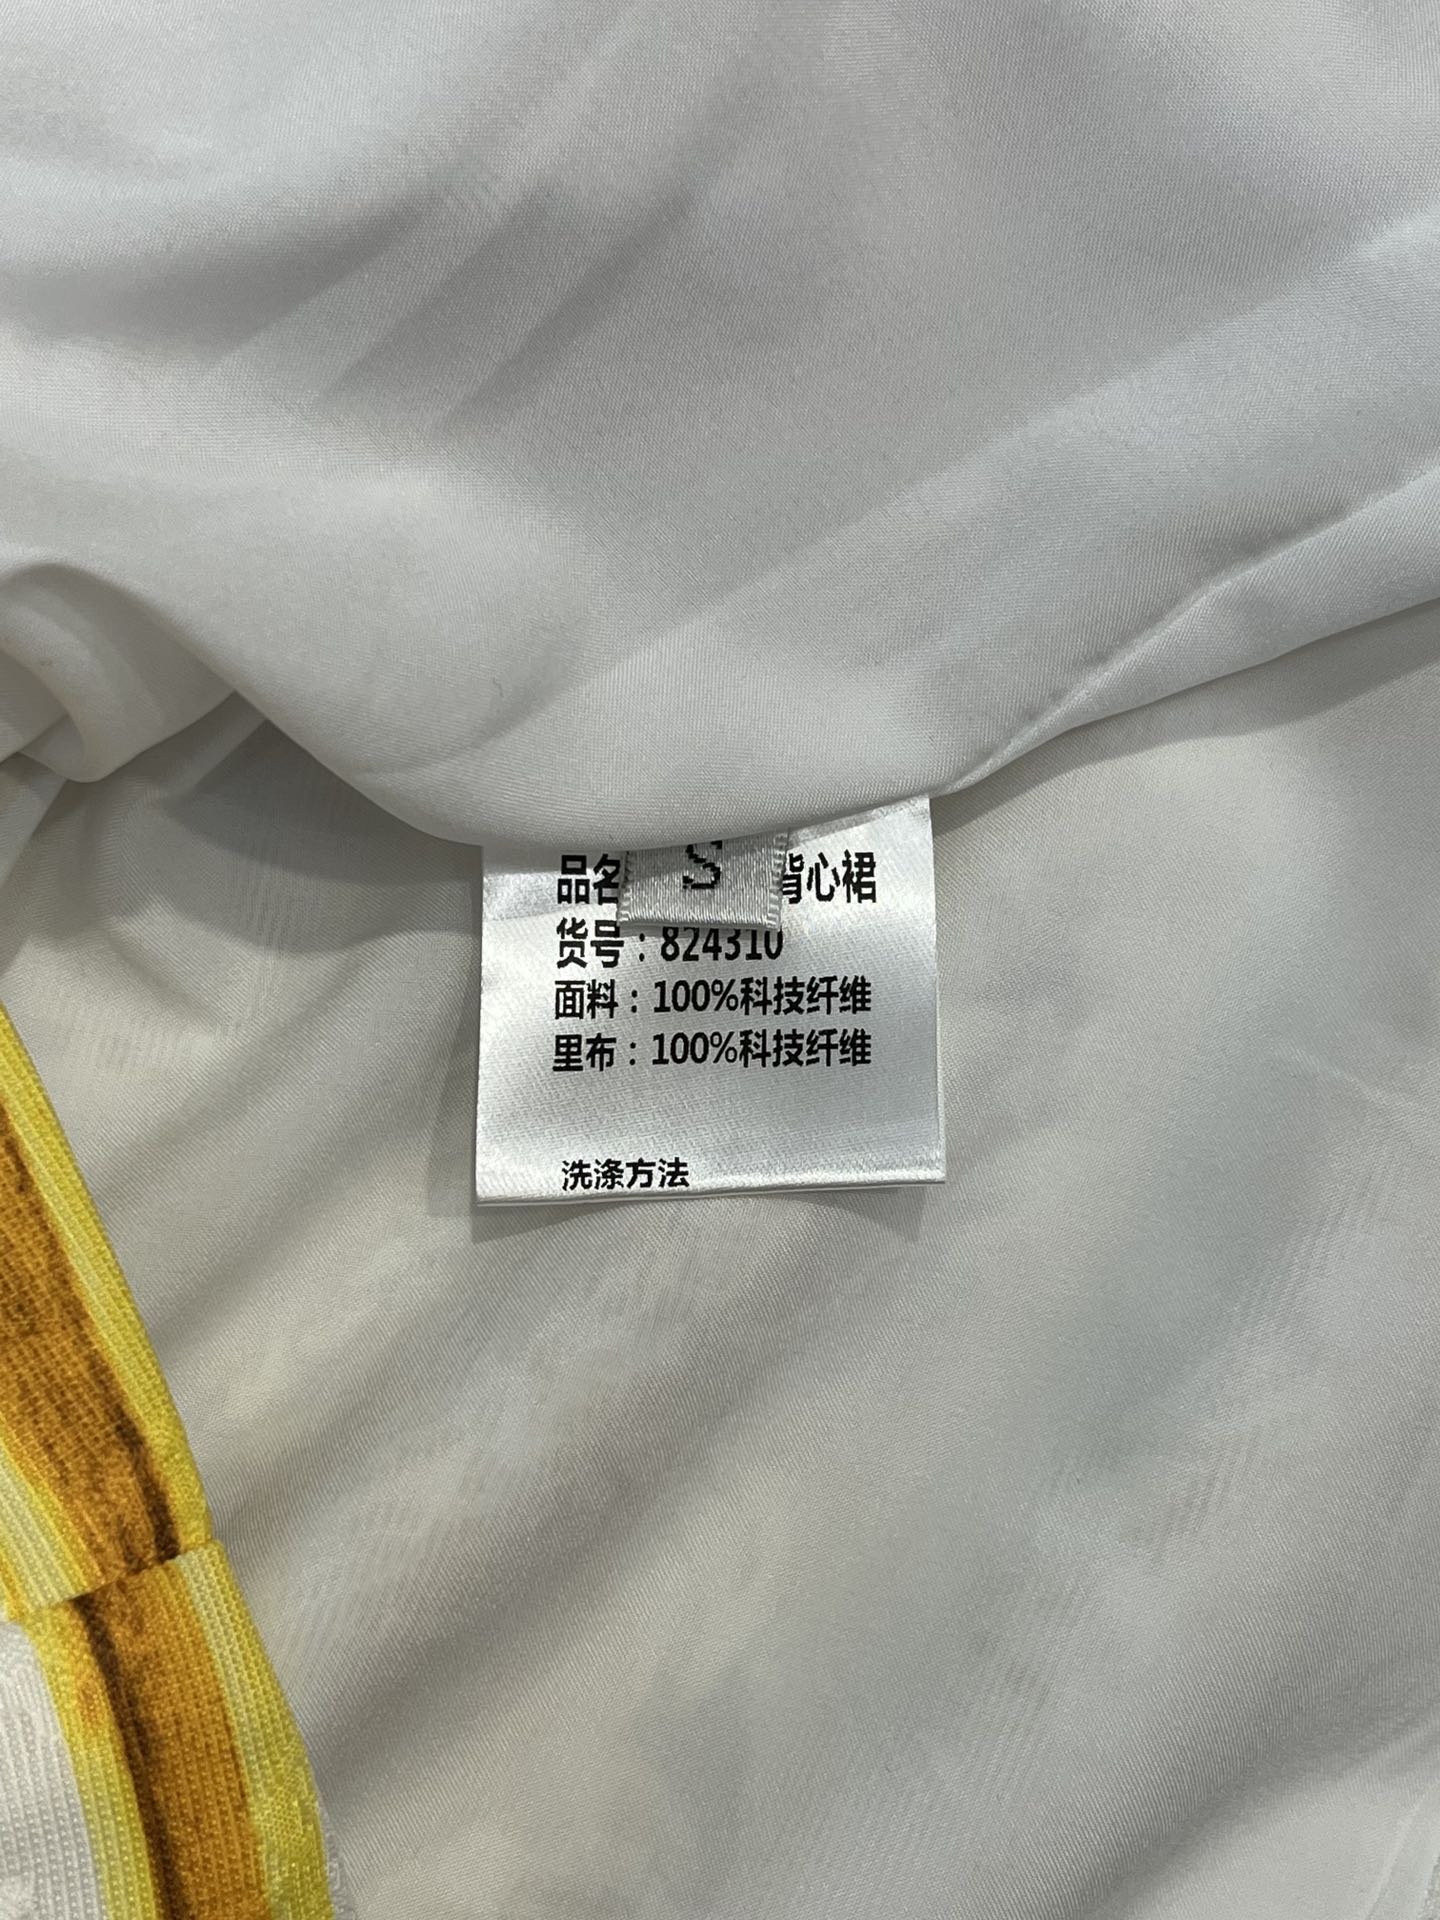 S
品名 背心裙
货号：824310
面料：100%科技纤维
里布：100%科技纤维
洗涤方法